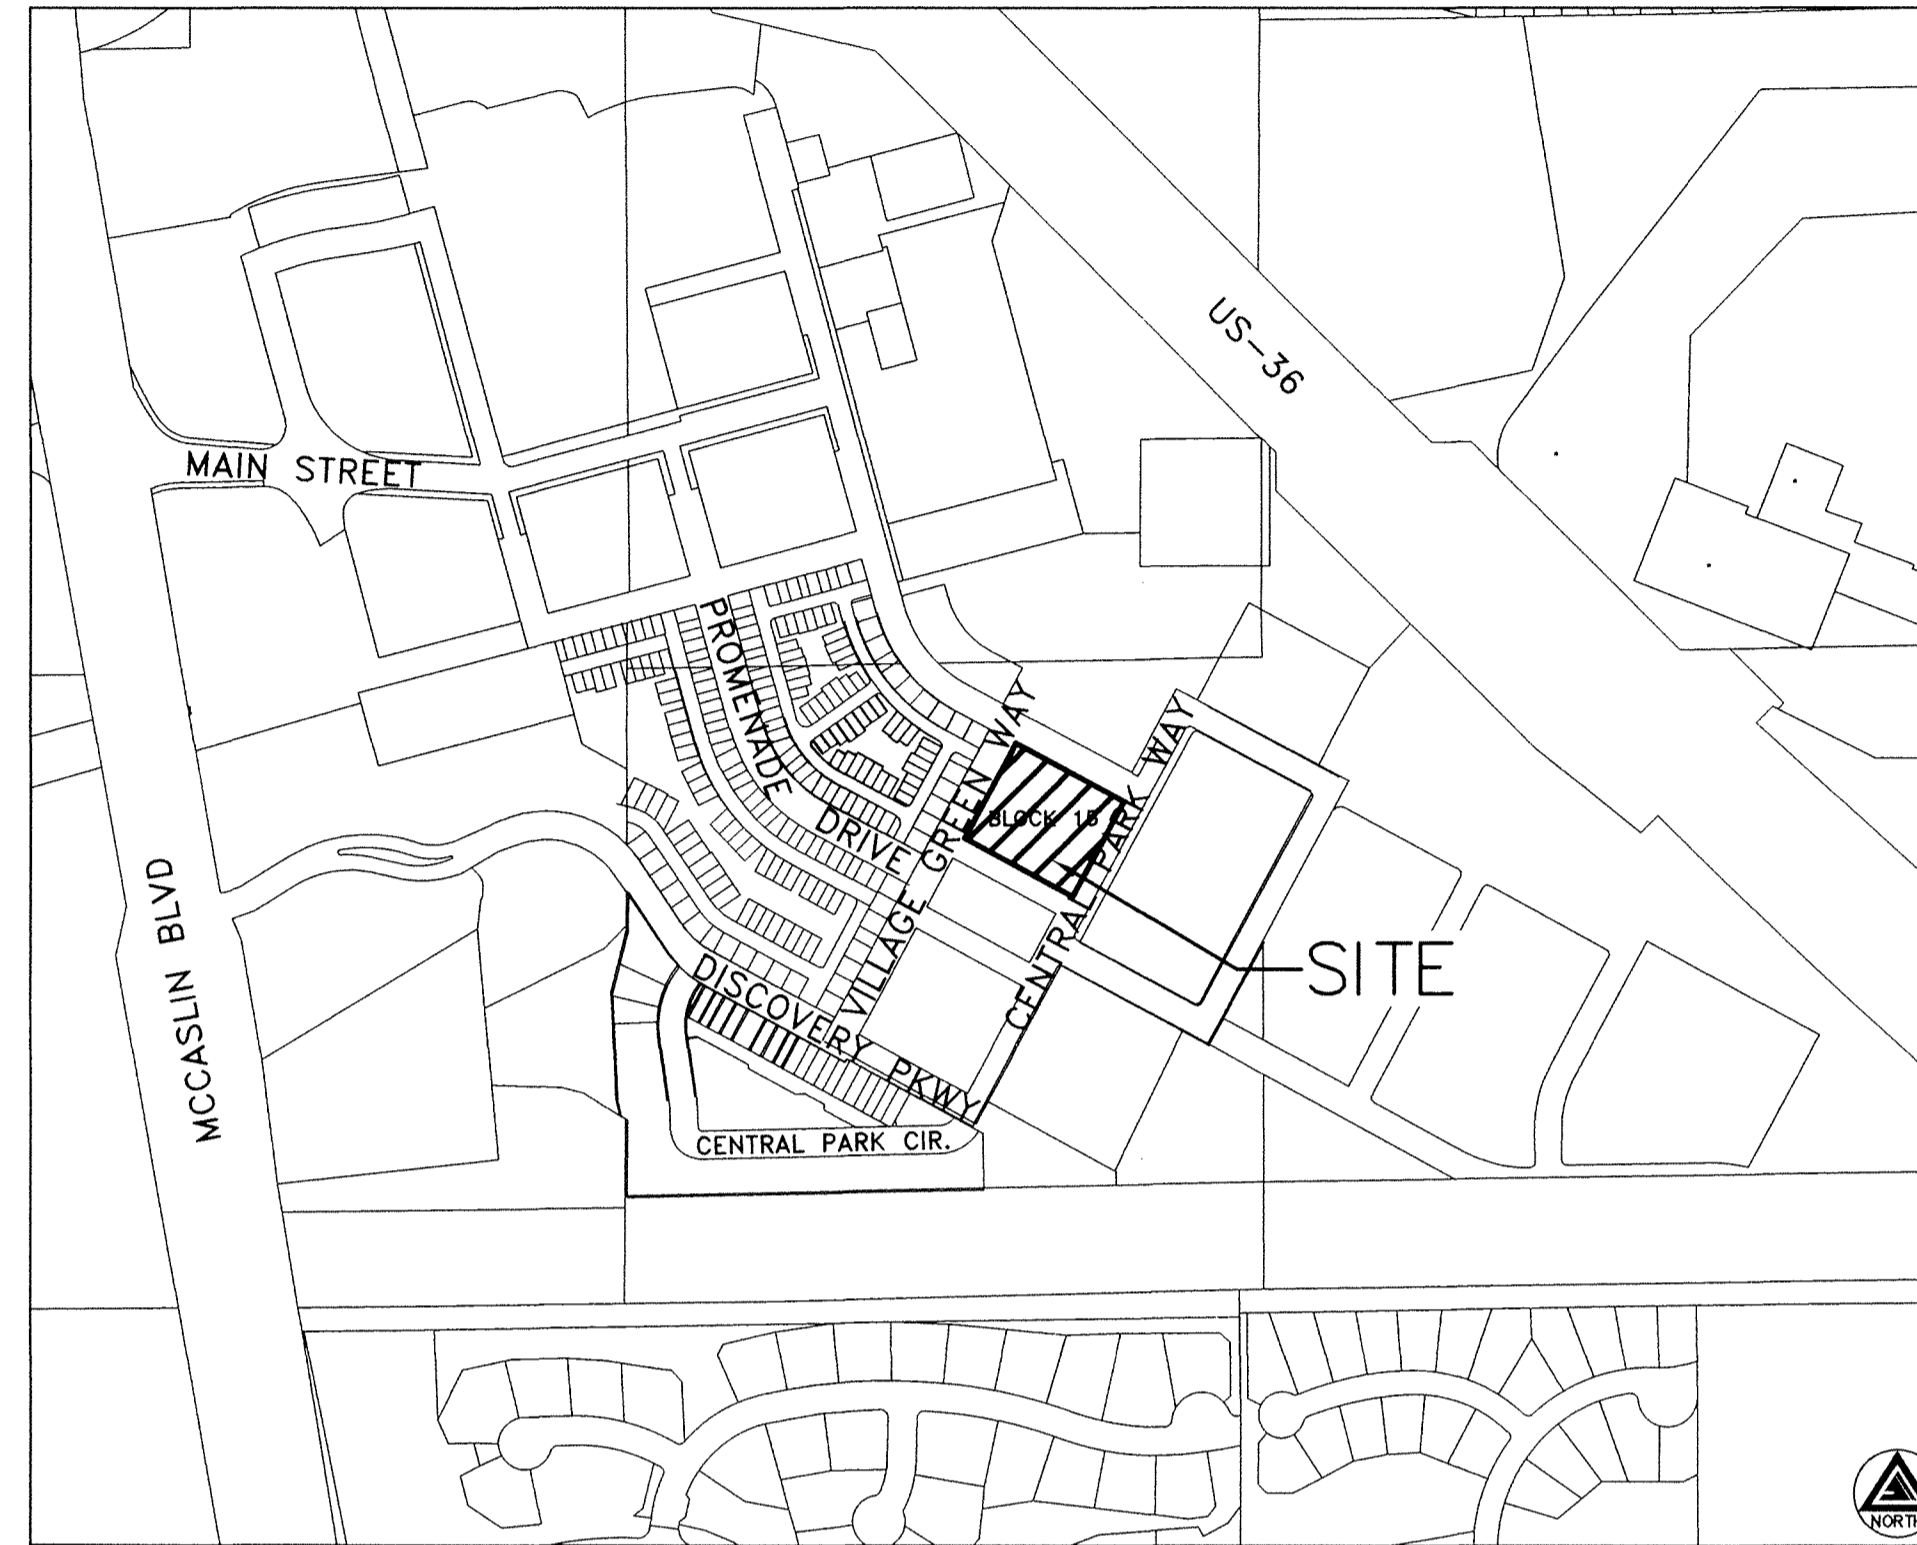 US-36
MAIN STREET
PROMENADE DRIVE
VILLAGE GREEN WAY
CENTRAL PARK WAY
BLOCK 15
SITE
MCCASLIN BLVD
DISCOVERY PKWY
CENTRAL PARK CIR.
NORTH